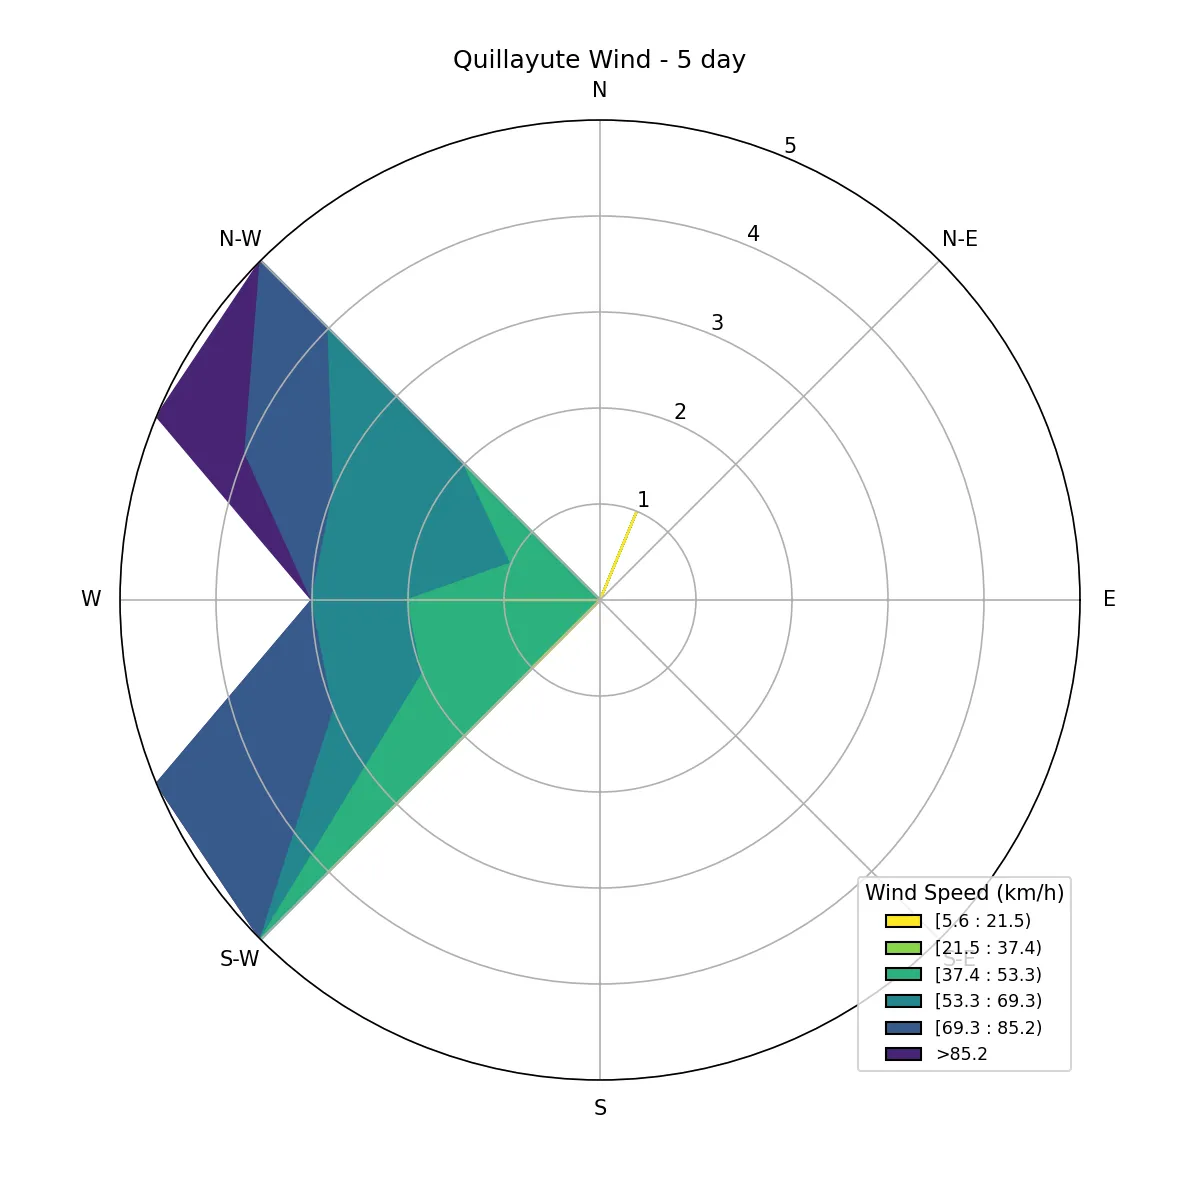 Quillayute Wind - 5 day
N
5
N-W
N-E
4
3
2
1
W
E
S-W
S-E
S
Wind Speed (km/h)
[5.6 : 21.5)
[21.5 : 37.4)
[37.4 : 53.3)
[53.3 : 69.3)
[69.3 : 85.2)
>85.2